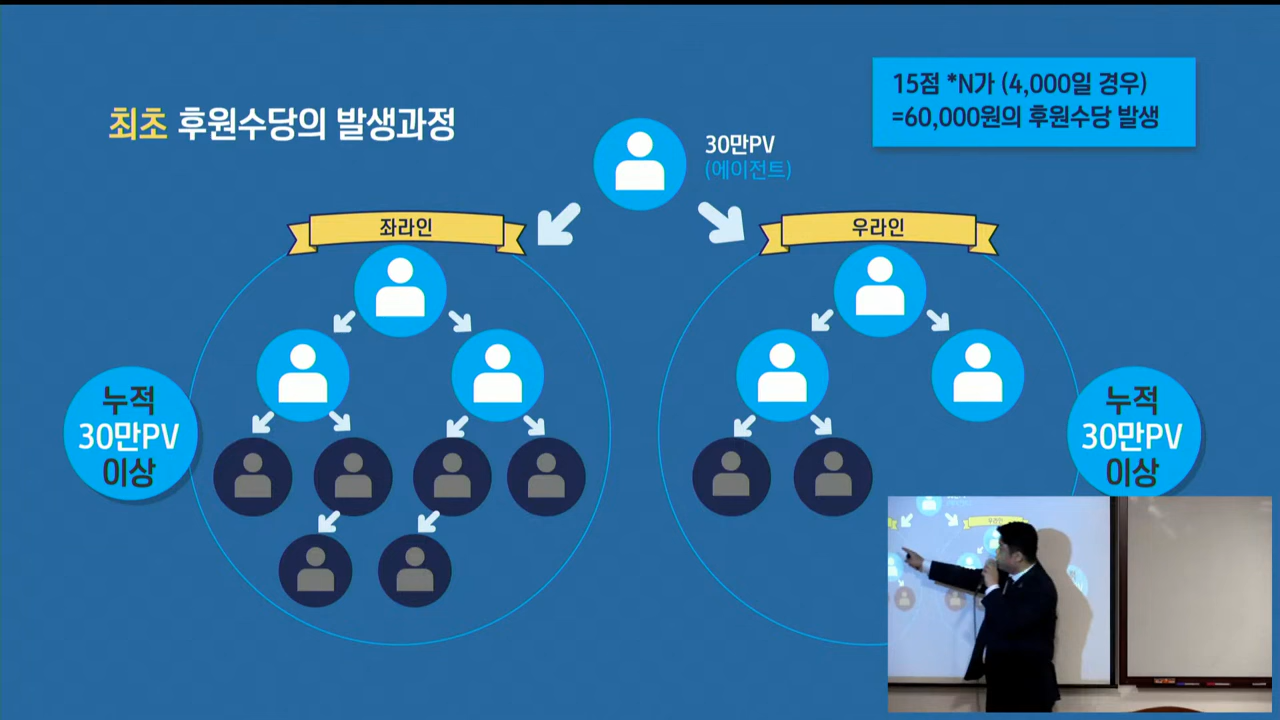 최초 후원수당의 발생과정
15점 *N가 (4,000일 경우)
=60,000원의 후원수당 발생
30만PV
(에이전트)
좌라인
우라인
누적
30만PV
이상
누적
30만PV
이상